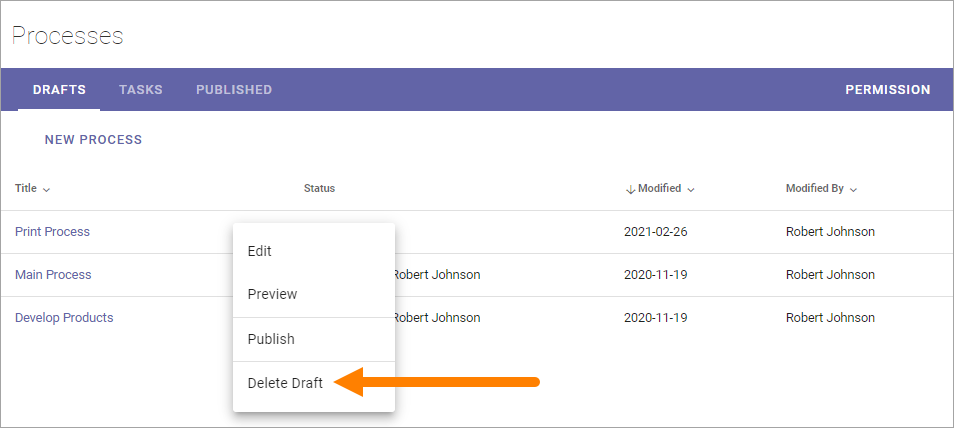 Processes
DRAFTS TASKS PUBLISHED PERMISSION
NEW PROCESS
Title Status Modified Modified By
Print Process 2021-02-26 Robert Johnson
Edit
Main Process Robert Johnson 2020-11-19 Robert Johnson
Preview
Develop Products Robert Johnson 2020-11-19 Robert Johnson
Publish
Delete Draft